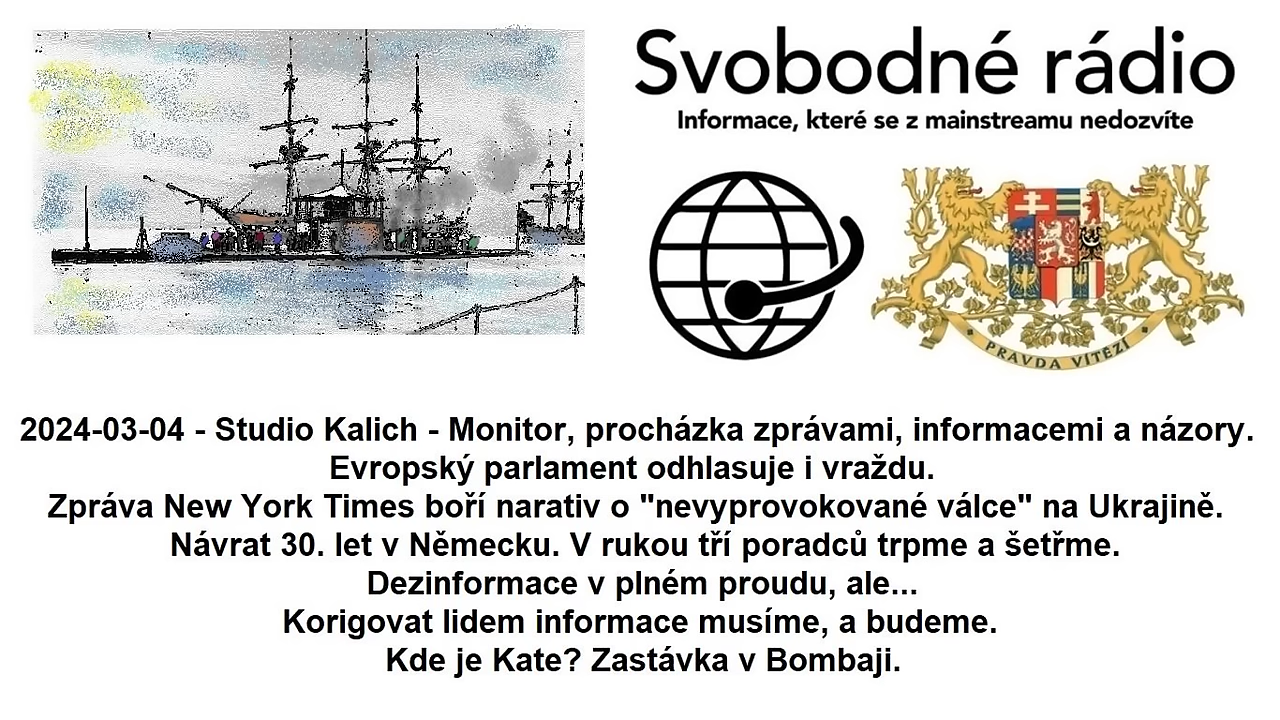 Svobodné rádio
Informace, které se z mainstreamu nedozvíte
PRAVDA VÍTĚZÍ
2024-03-04 - Studio Kalich - Monitor, procházka zprávami, informacemi a názory.
Evropský parlament odhlasuje i vraždu.
Zpráva New York Times boří narativ o "nevyprovokované válce" na Ukrajině.
Návrat 30. let v Německu. V rukou tří poradců trpme a šetřme.
Dezinformace v plném proudu, ale...
Korigovat lidem informace musíme, a budeme.
Kde je Kate? Zastávka v Bombaji.